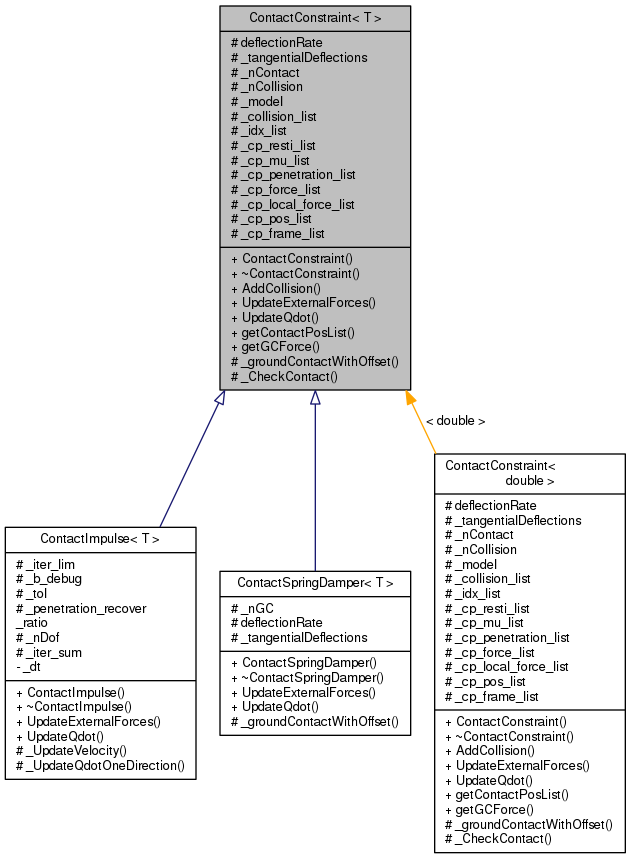 ContactConstraint< T >
# deflectionRate
# _tangentialDeflections
# _nContact
# _nCollision
# _model
# _collision_list
# _idx_list
# _cp_resti_list
# _cp_mu_list
# _cp_penetration_list
# _cp_force_list
# _cp_local_force_list
# _cp_pos_list
# _cp_frame_list
+ ContactConstraint()
+ ~ContactConstraint()
+ AddCollision()
+ UpdateExternalForces()
+ UpdateQdot()
+ getContactPosList()
+ getGCForce()
# _groundContactWithOffset()
# _CheckContact()
< double >
ContactImpulse< T >
# _iter_lim
# _b_debug
# _tol
# _penetration_recover
_ratio
# _nDof
# _iter_sum
- _dt
+ ContactImpulse()
+ ~ContactImpulse()
+ UpdateExternalForces()
+ UpdateQdot()
# _UpdateVelocity()
# _UpdateQdotOneDirection()
ContactSpringDamper< T >
# _nGC
# deflectionRate
# _tangentialDeflections
+ ContactSpringDamper()
+ ~ContactSpringDamper()
+ UpdateExternalForces()
+ UpdateQdot()
# _groundContactWithOffset()
ContactConstraint<
double >
# deflectionRate
# _tangentialDeflections
# _nContact
# _nCollision
# _model
# _collision_list
# _idx_list
# _cp_resti_list
# _cp_mu_list
# _cp_penetration_list
# _cp_force_list
# _cp_local_force_list
# _cp_pos_list
# _cp_frame_list
+ ContactConstraint()
+ ~ContactConstraint()
+ AddCollision()
+ UpdateExternalForces()
+ UpdateQdot()
+ getContactPosList()
+ getGCForce()
# _groundContactWithOffset()
# _CheckContact()